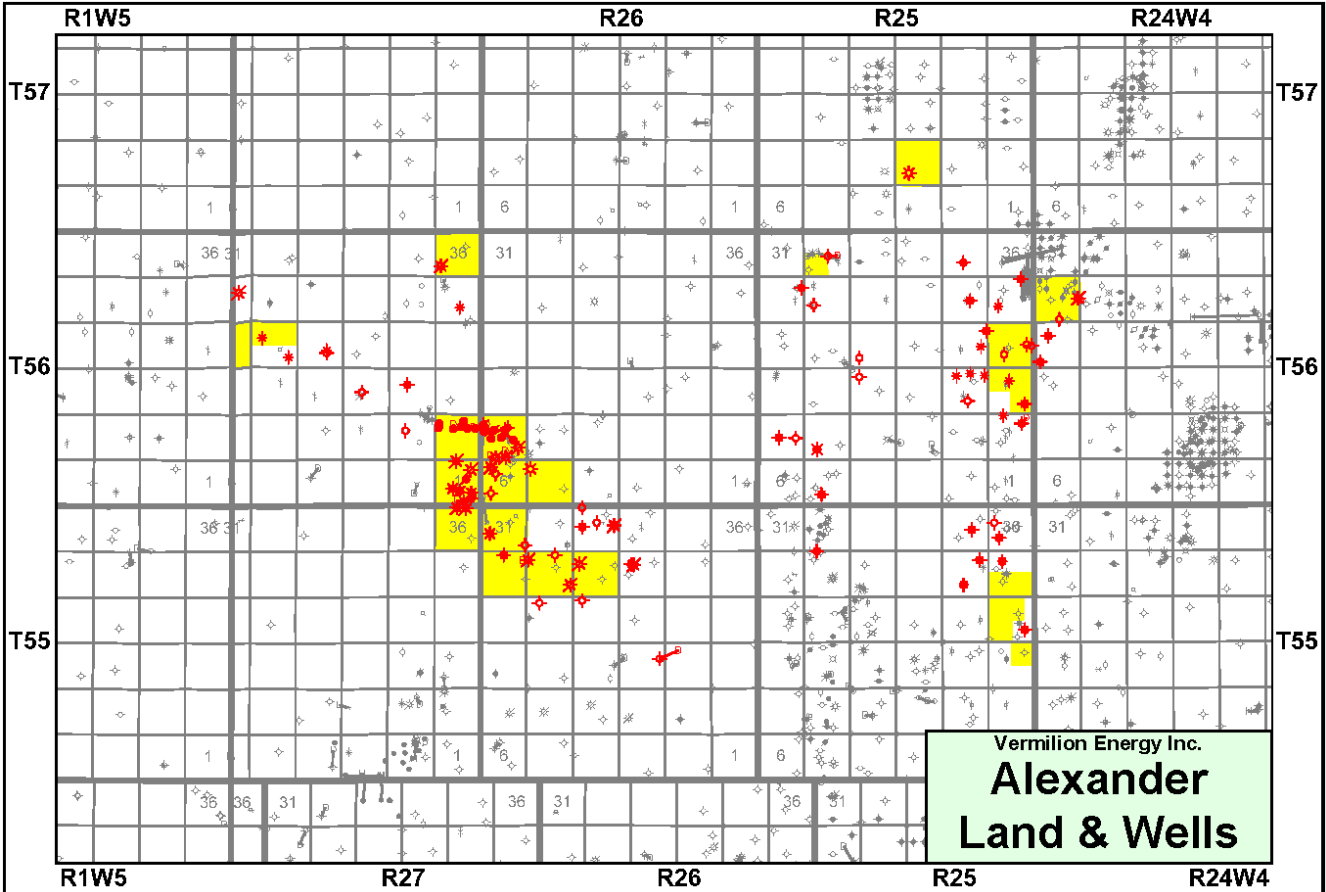 R1W5 R26 R25 R24W4
T57 T57
1 1 6 1 6 1 6
36 31 36 31 36 31 36
T56 T56
1 1 6 1 6 1 6
36 31 36 31 36 31 36 31
T55 T55
1 1 6 1 6
36 36 31 36 31 36 31
Vermilion Energy Inc.
Alexander
Land & Wells
R1W5 R27 R26 R25 R24W4